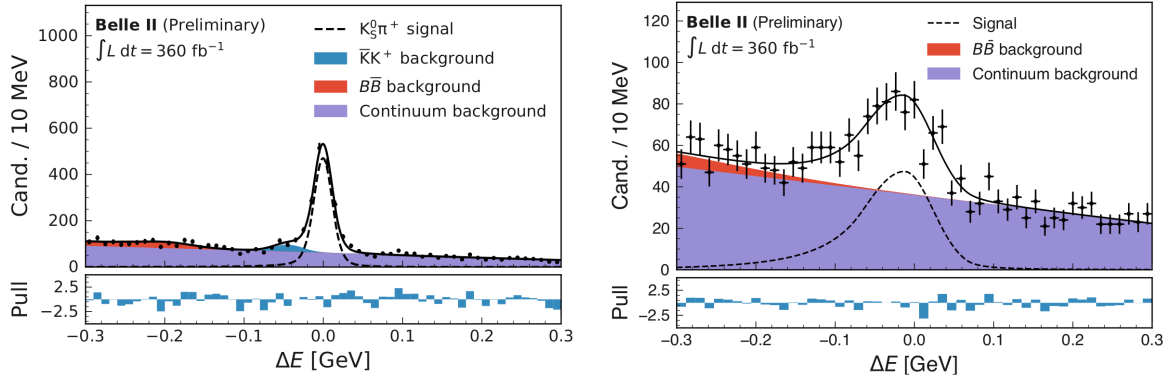 Belle II (Preliminary)
∫L dt = 360 fb⁻¹
K⁰_Sπ⁺ signal
K̅K⁺ background
BB̅ background
Continuum background
Cand. / 10 MeV
1000
800
600
400
200
0
Pull
2.5
−2.5
−0.3 −0.2 −0.1 0.0 0.1 0.2 0.3
ΔE [GeV]
Belle II (Preliminary)
∫L dt = 360 fb⁻¹
Signal
BB̅ background
Continuum background
Cand. / 10 MeV
120
100
80
60
40
20
0
Pull
2.5
−2.5
−0.3 −0.2 −0.1 0.0 0.1 0.2 0.3
ΔE [GeV]